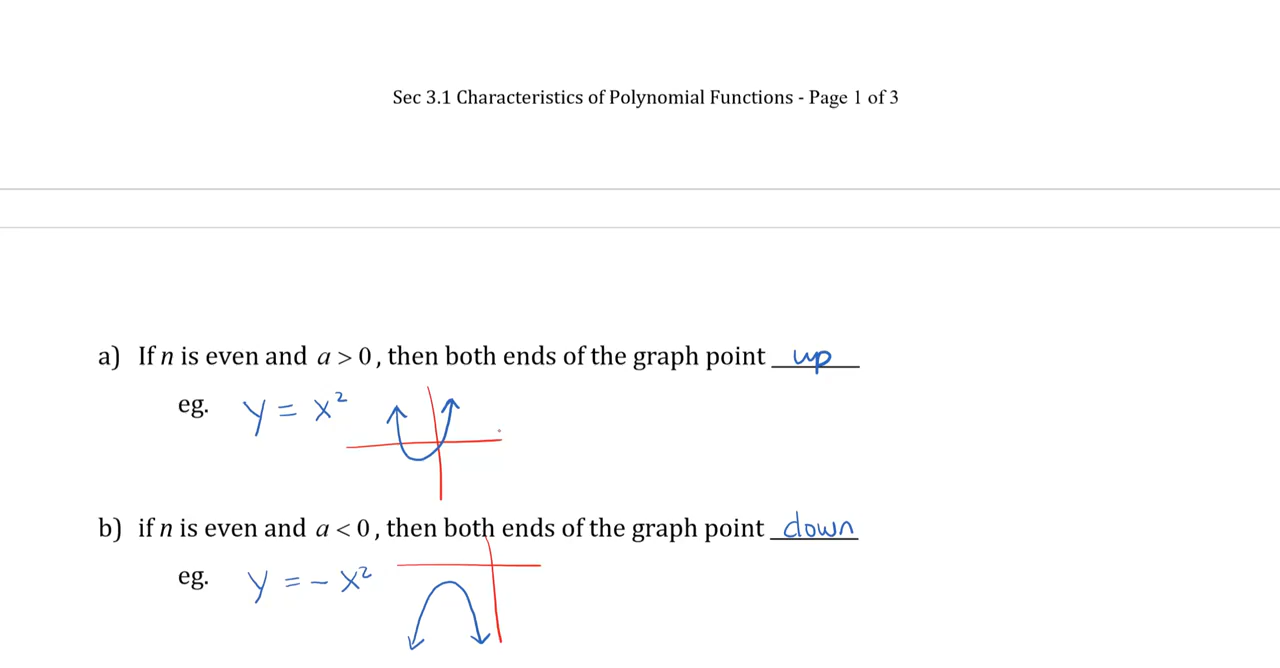 Sec 3.1 Characteristics of Polynomial Functions - Page 1 of 3
a) If n is even and a > 0, then both ends of the graph point up
eg. y = x²
b) if n is even and a < 0, then both ends of the graph point down
eg. y = - x²